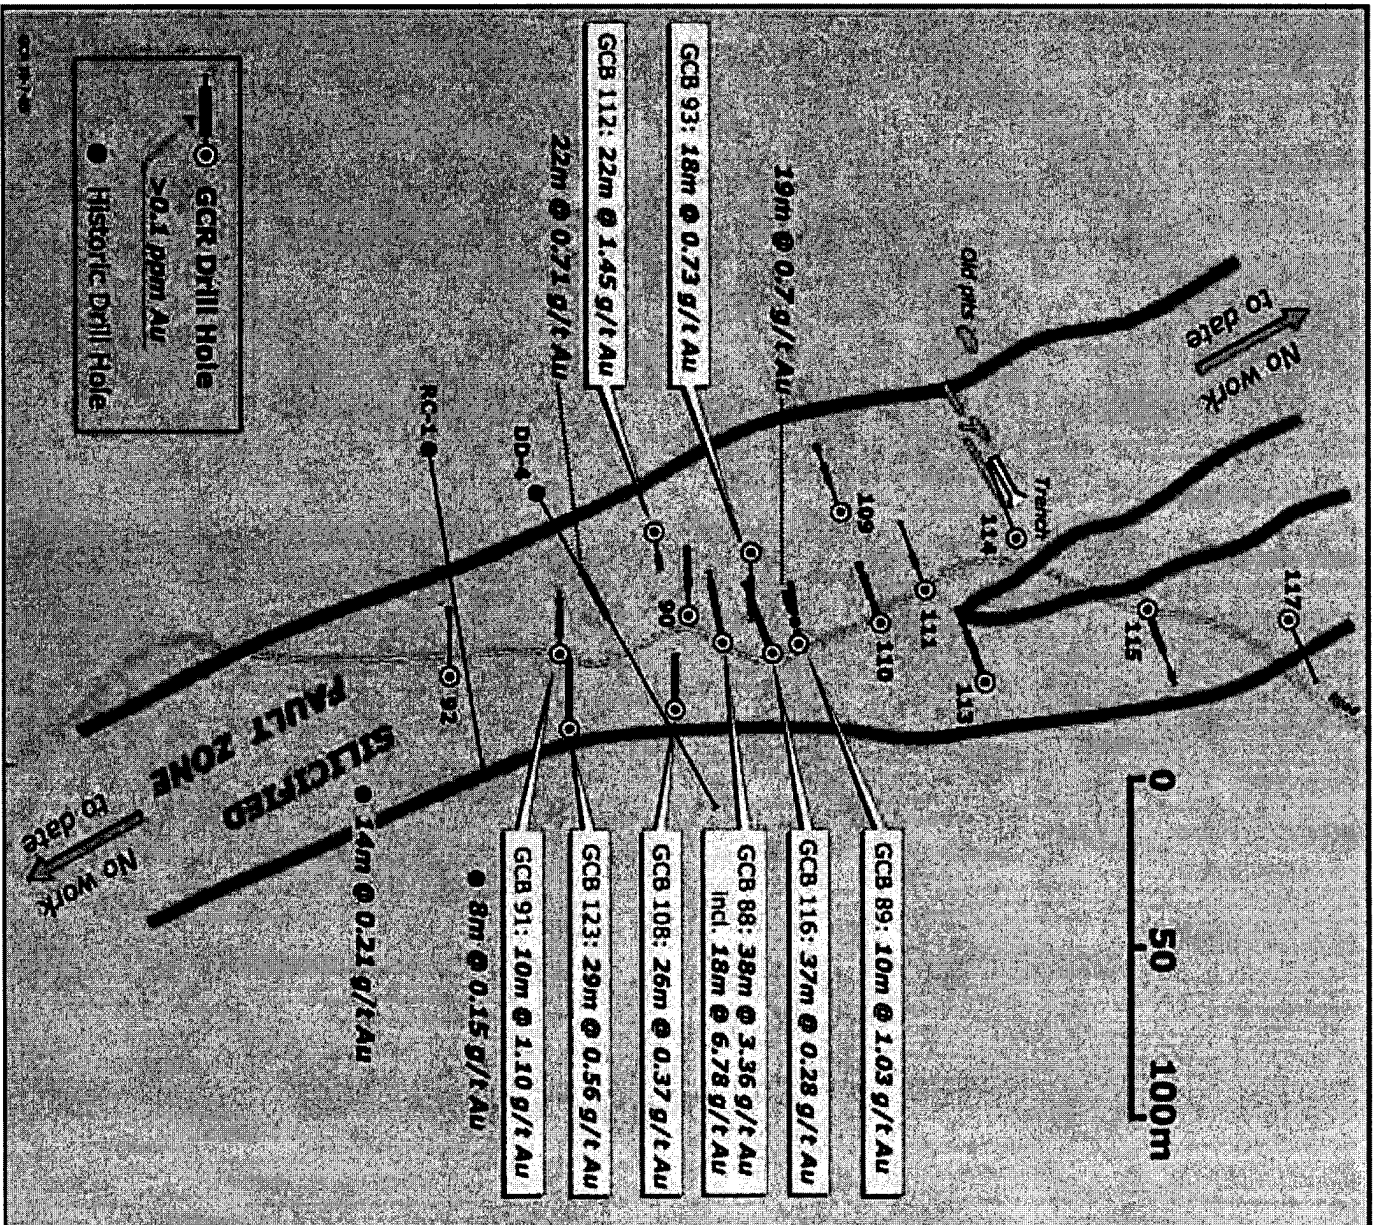 GCR Drill Hole
>0.1 ppm Au
Historic Drill Hole
GCB 112: 22m @ 1.45 g/t Au
GCB 93: 18m @ 0.73 g/t Au
22m @ 0.71 g/t Au
19m @ 0.7 g/t Au
Old pits
No work
to date
Trench
RC-1
DD-4
109
114
111
110
90
92
113
115
117
0
50
100m
SILICIFIED
FAULT ZONE
No work
to date
14m @ 0.21 g/t Au
8m @ 0.15 g/t Au
GCB 91: 10m @ 1.10 g/t Au
GCB 123: 29m @ 0.56 g/t Au
GCB 108: 26m @ 0.37 g/t Au
GCB 88: 38m @ 3.36 g/t Au
incl. 18m @ 6.78 g/t Au
GCB 116: 37m @ 0.28 g/t Au
GCB 89: 10m @ 1.03 g/t Au